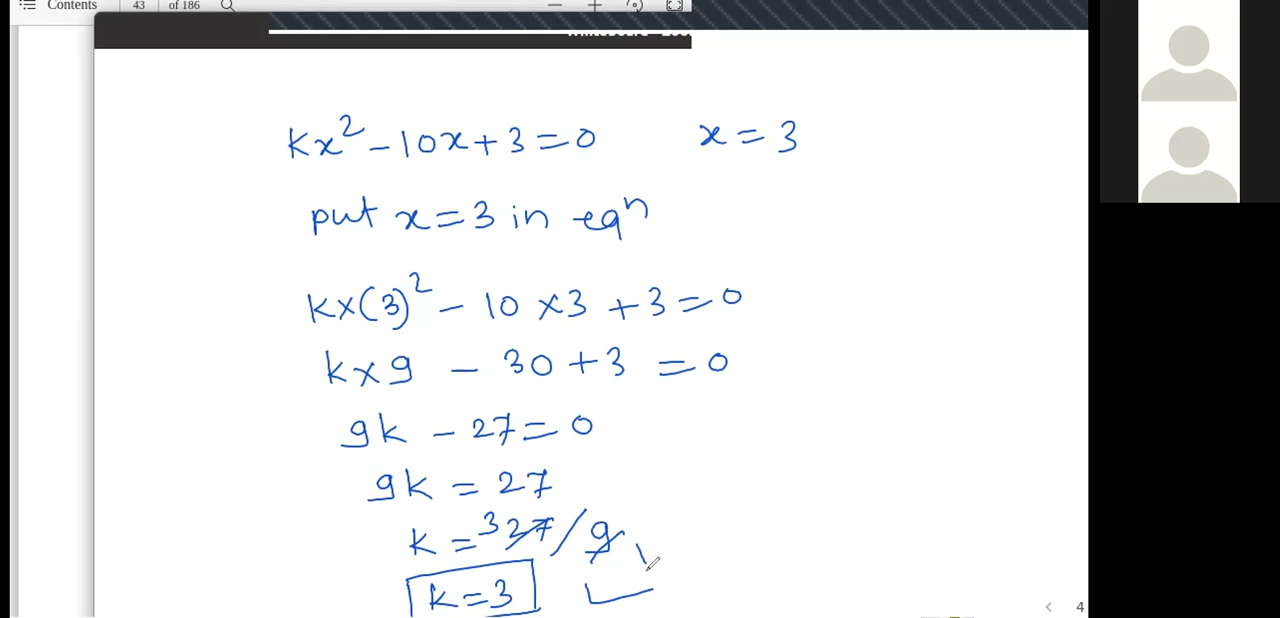 Contents 43 of 186
kx² - 10x + 3 = 0 x = 3
put x = 3 in eqⁿ
k×(3)² - 10 × 3 + 3 = 0
k × 9 - 30 + 3 = 0
9k - 27 = 0
9k = 27
k = 3 27 / 9 1
k = 3
4